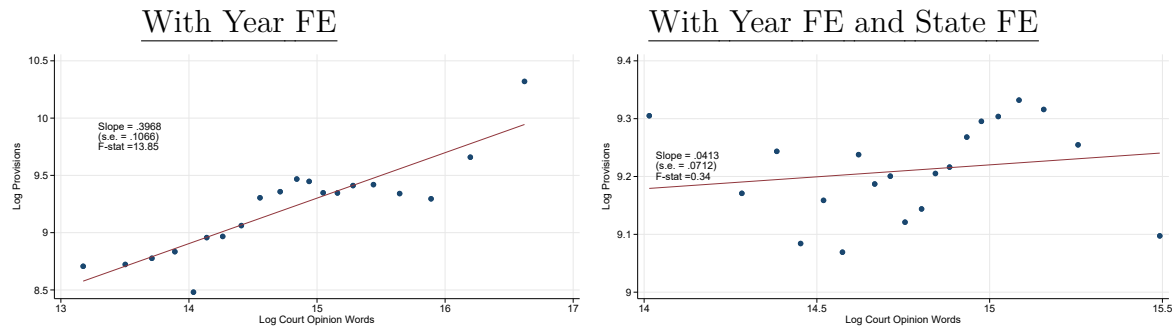 With Year FE
10.5
10
9.5
9
8.5
Log Provisions
Slope = .3968
(s.e. = .1066)
F-stat =13.85
13
14
15
16
17
Log Court Opinion Words
With Year FE and State FE
9.4
9.3
9.2
9.1
9
Log Provisions
Slope = .0413
(s.e. = .0712)
F-stat =0.34
14
14.5
15
15.5
Log Court Opinion Words